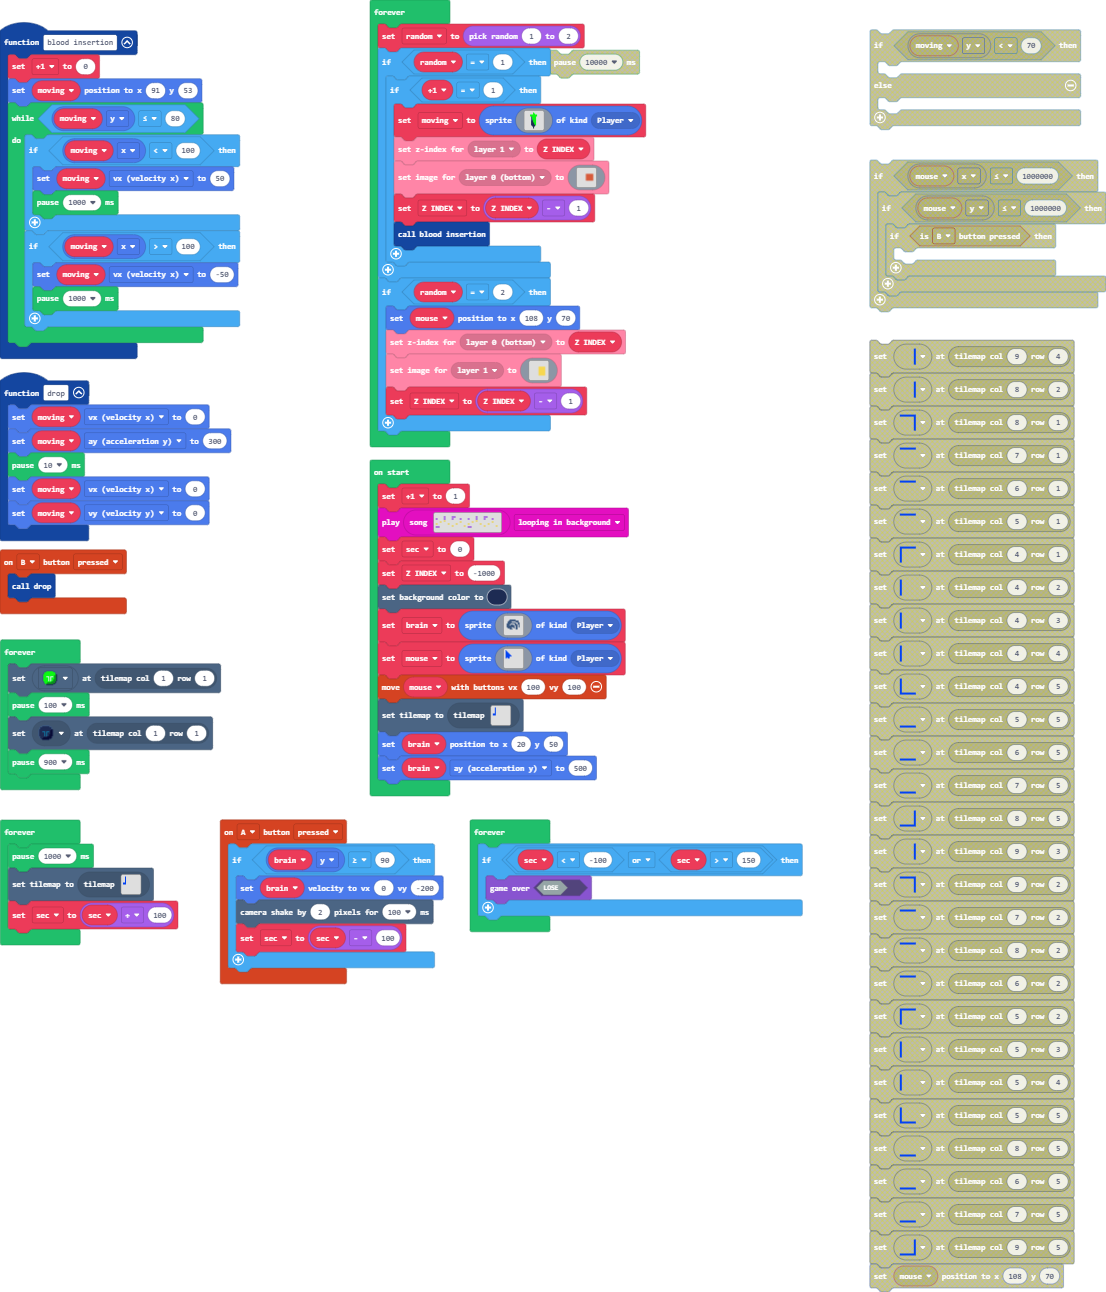 function blood insertion
set +1 to 0
set moving position to x 91 y 53
while moving y ≤ 80
do
if moving x < 100 then
set moving vx (velocity x) to 50
pause 1000 ms
if moving x > 100 then
set moving vx (velocity x) to -50
pause 1000 ms
function drop
set moving vx (velocity x) to 0
set moving ay (acceleration y) to 300
pause 10 ms
set moving vx (velocity x) to 0
set moving vy (velocity y) to 0
on B button pressed
call drop
forever
set at tilemap col 1 row 1
pause 100 ms
set at tilemap col 1 row 1
pause 900 ms
forever
pause 1000 ms
set tilemap to tilemap
set sec to sec + 100
on A button pressed
if brain y ≥ 90 then
set brain velocity to vx 0 vy -200
camera shake by 2 pixels for 100 ms
set sec to sec - 100
forever
set random to pick random 1 to 2
if random = 1 then
pause 10000 ms
if +1 = 1 then
set moving to sprite of kind Player
set z-index for layer 1 to Z INDEX
set image for layer 0 (bottom) to
set Z INDEX to Z INDEX - 1
call blood insertion
if random = 2 then
set mouse position to x 108 y 70
set z-index for layer 0 (bottom) to Z INDEX
set image for layer 1 to
set Z INDEX to Z INDEX - 1
on start
set +1 to 1
play song looping in background
set sec to 0
set Z INDEX to -1000
set background color to
set brain to sprite of kind Player
set mouse to sprite of kind Player
move mouse with buttons vx 100 vy 100
set tilemap to tilemap
set brain position to x 20 y 50
set brain ay (acceleration y) to 500
forever
if sec < -100 or sec > 150 then
game over LOSE
if moving y < 70 then
else
if mouse x ≤ 1000000 then
if mouse y ≤ 1000000 then
if is B button pressed then
set at tilemap col 9 row 4
set at tilemap col 8 row 2
set at tilemap col 8 row 1
set at tilemap col 7 row 1
set at tilemap col 6 row 1
set at tilemap col 5 row 1
set at tilemap col 4 row 1
set at tilemap col 4 row 2
set at tilemap col 4 row 3
set at tilemap col 4 row 4
set at tilemap col 4 row 5
set at tilemap col 5 row 5
set at tilemap col 6 row 5
set at tilemap col 7 row 5
set at tilemap col 8 row 5
set at tilemap col 9 row 3
set at tilemap col 9 row 2
set at tilemap col 7 row 2
set at tilemap col 8 row 2
set at tilemap col 6 row 2
set at tilemap col 5 row 2
set at tilemap col 5 row 3
set at tilemap col 5 row 4
set at tilemap col 5 row 5
set at tilemap col 8 row 5
set at tilemap col 6 row 5
set at tilemap col 7 row 5
set at tilemap col 9 row 5
set mouse position to x 108 y 70